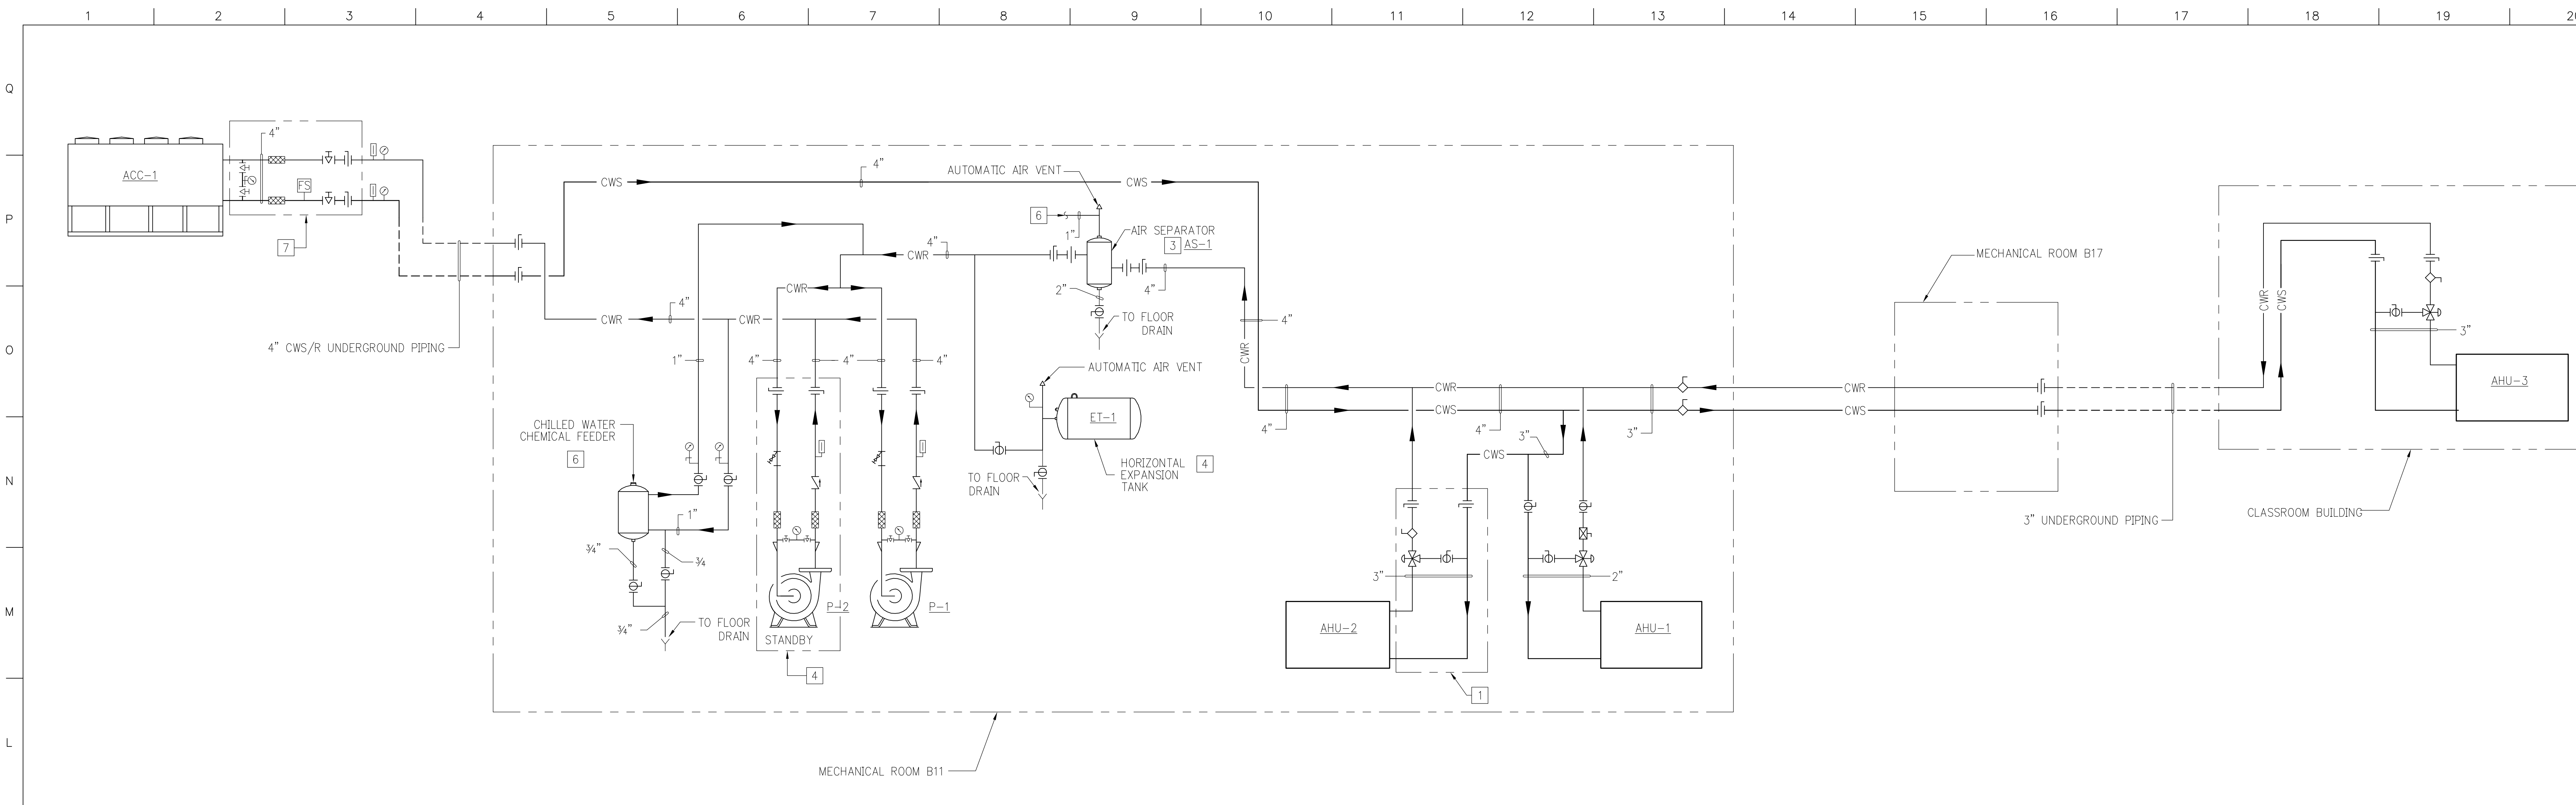 1 2 3 4 5 6 7 8 9 10 11 12 13 14 15 16 17 18 19
Q
P
O
N
M
L
ACC-1
4"
FS
7
4" CWS/R UNDERGROUND PIPING
CWS
4"
CWS
AUTOMATIC AIR VENT
6
1"
AIR SEPARATOR
3 AS-1
4"
CWR
4"
2"
TO FLOOR
DRAIN
CWR
CWR
4"
CWR
1"
4"
4"
4"
AUTOMATIC AIR VENT
ET-1
HORIZONTAL
EXPANSION
TANK
4
TO FLOOR
DRAIN
CHILLED WATER
CHEMICAL FEEDER
6
1"
¾"
¾
¾"
TO FLOOR
DRAIN
P-2
STANDBY
P-1
4
MECHANICAL ROOM B11
4"
CWR
CWR
CWS
4"
4"
3"
3"
CWS
3"
2"
AHU-2
AHU-1
1
MECHANICAL ROOM B17
CWR
CWS
3" UNDERGROUND PIPING
CWR
CWS
3"
AHU-3
CLASSROOM BUILDING